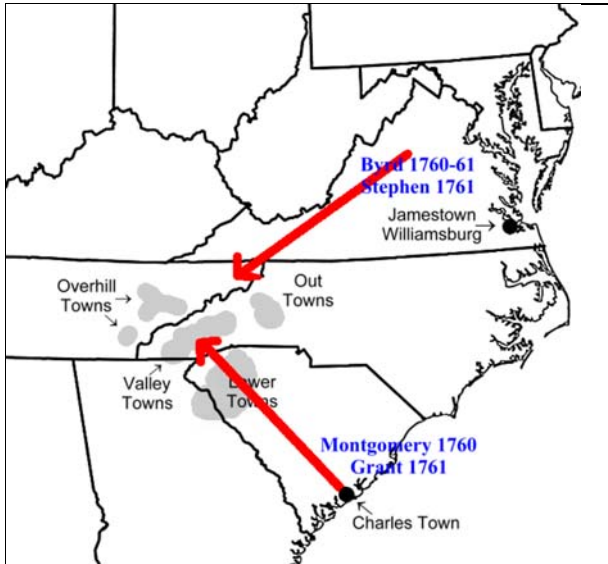 Byrd 1760-61
Stephen 1761
Jamestown
Williamsburg
Overhill
Towns
Out
Towns
Valley
Towns
Lower
Towns
Montgomery 1760
Grant 1761
Charles Town